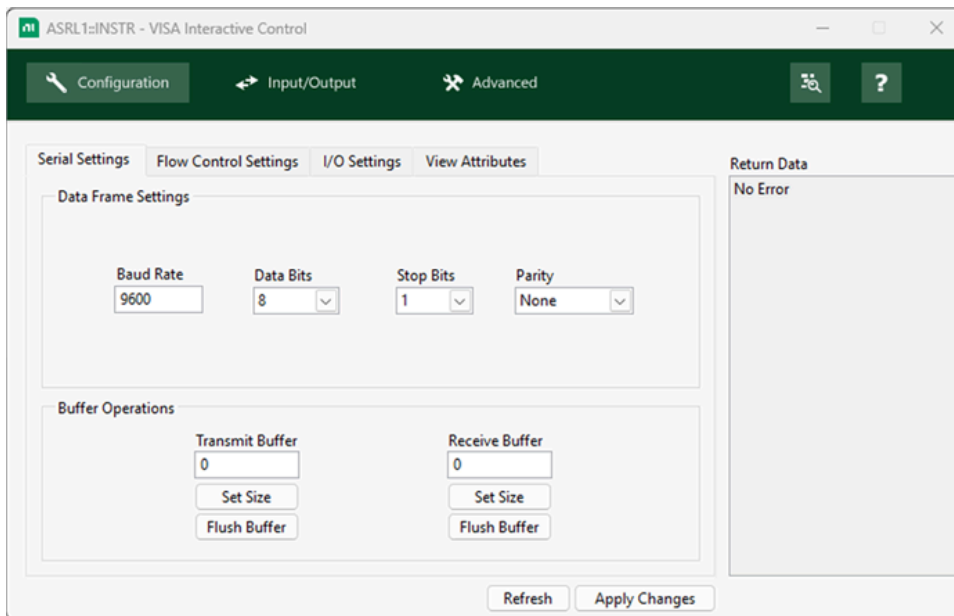 ASRL1::INSTR - VISA Interactive Control
Configuration
Input/Output
Advanced
?
Serial Settings
Flow Control Settings
I/O Settings
View Attributes
Return Data
No Error
Data Frame Settings
Baud Rate
Data Bits
Stop Bits
Parity
9600
8
1
None
Buffer Operations
Transmit Buffer
Receive Buffer
0
0
Set Size
Set Size
Flush Buffer
Flush Buffer
Refresh
Apply Changes